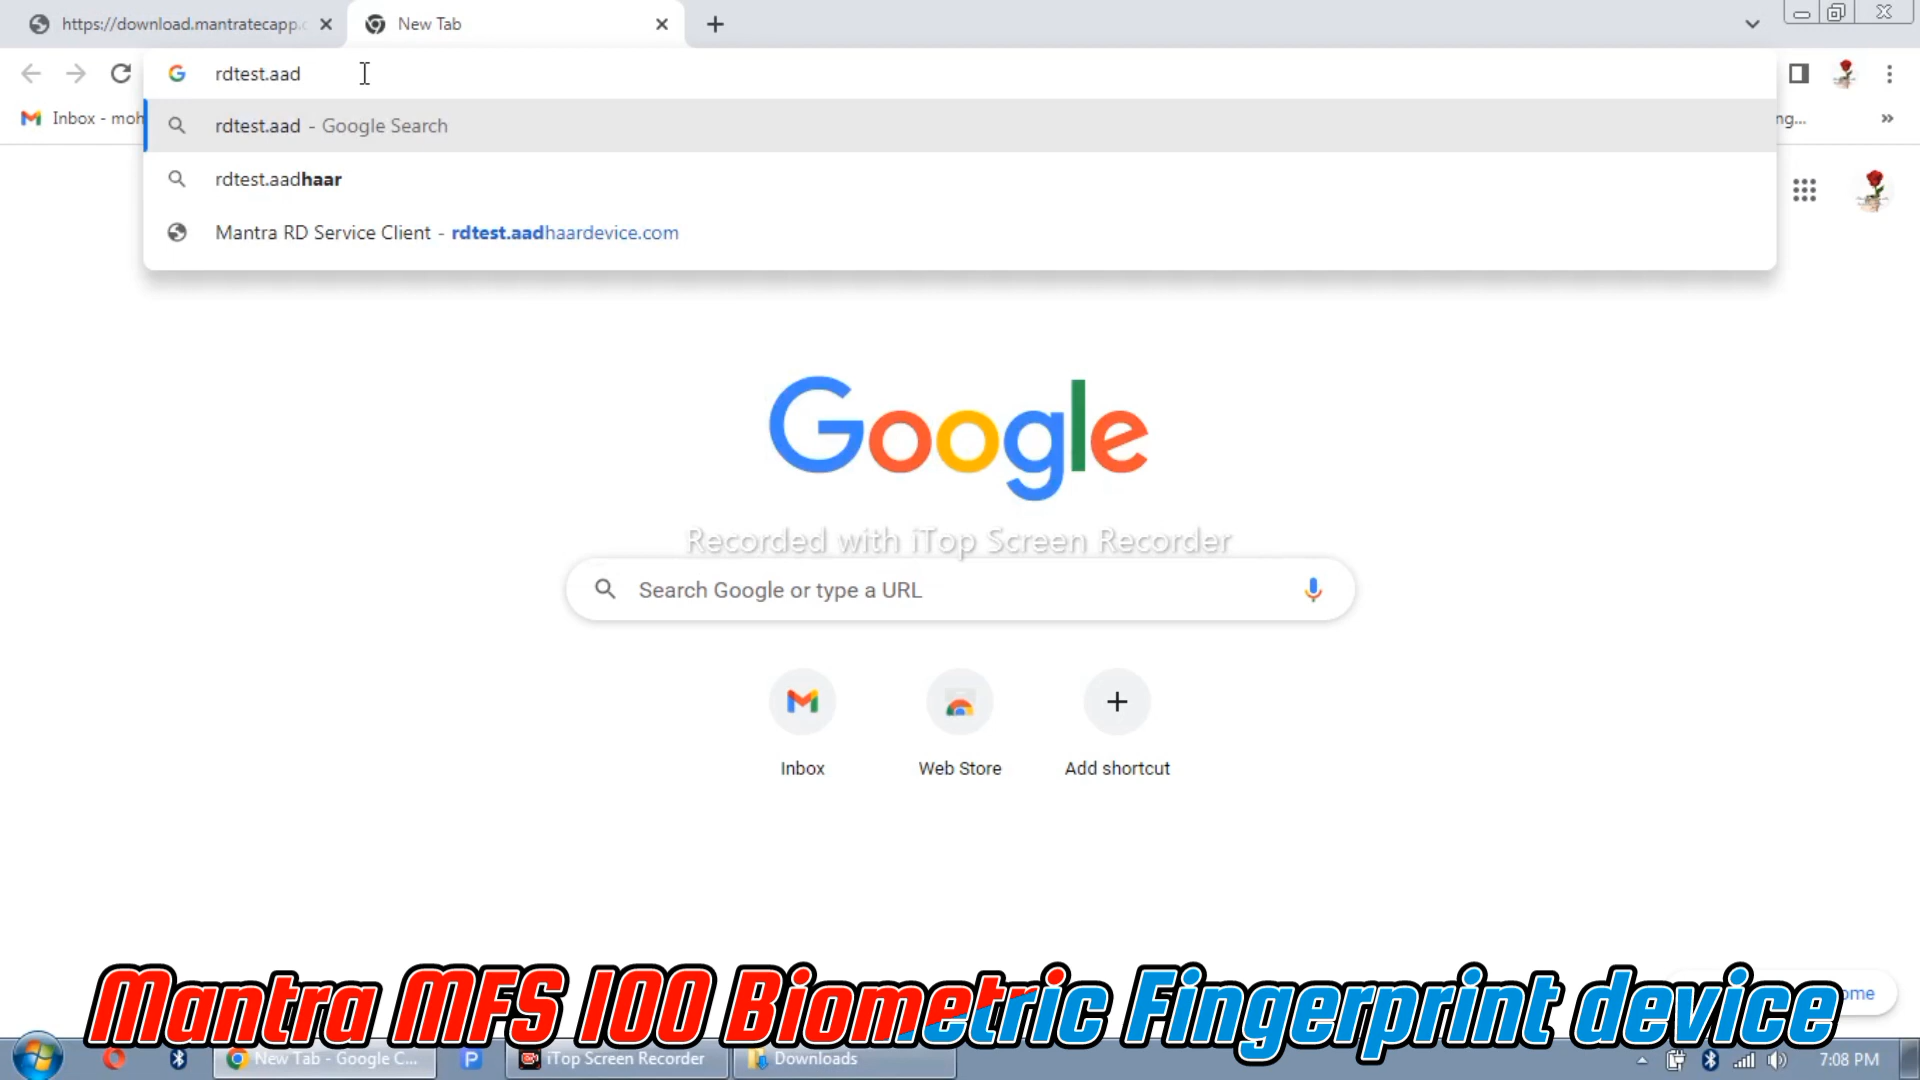 https://download.mantratecapp.c
New Tab
rdtest.aad
Inbox - moh
rdtest.aad - Google Search
ng...
rdtest.aadhaar
Mantra RD Service Client - rdtest.aadhaardevice.com
Google
Recorded with iTop Screen Recorder
Search Google or type a URL
Inbox
Web Store
Add shortcut
ome
Mantra MFS 100 Biometric Fingerprint device
New Tab - Google C...
iTop Screen Recorder
Downloads
7:08 PM